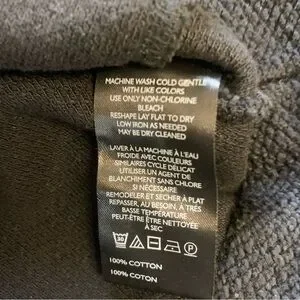 MACHINE WASH COLD GENTLE
WITH LIKE COLORS
USE ONLY NON-CHLORINE
BLEACH
RESHAPE LAY FLAT TO DRY
LOW IRON AS NEEDED
MAY BE DRY CLEANED
LAVER À LA MACHINE À L'EAU
FROIDE AVEC COULEURS
SIMILAIRES CYCLE DÉLICAT
UTILISER UN AGENT DE
BLANCHIMENT SANS CHLORE
SI NÉCESSAIRE
REMODELER ET SÉCHER À PLAT
REPASSER, AU BESOIN, À TRÈS
BASSE TEMPÉRATURE
PEUT-ÊTRE ÊTRE NETTOYÉE
À SEC
30 P
100% COTTON
100% COTON